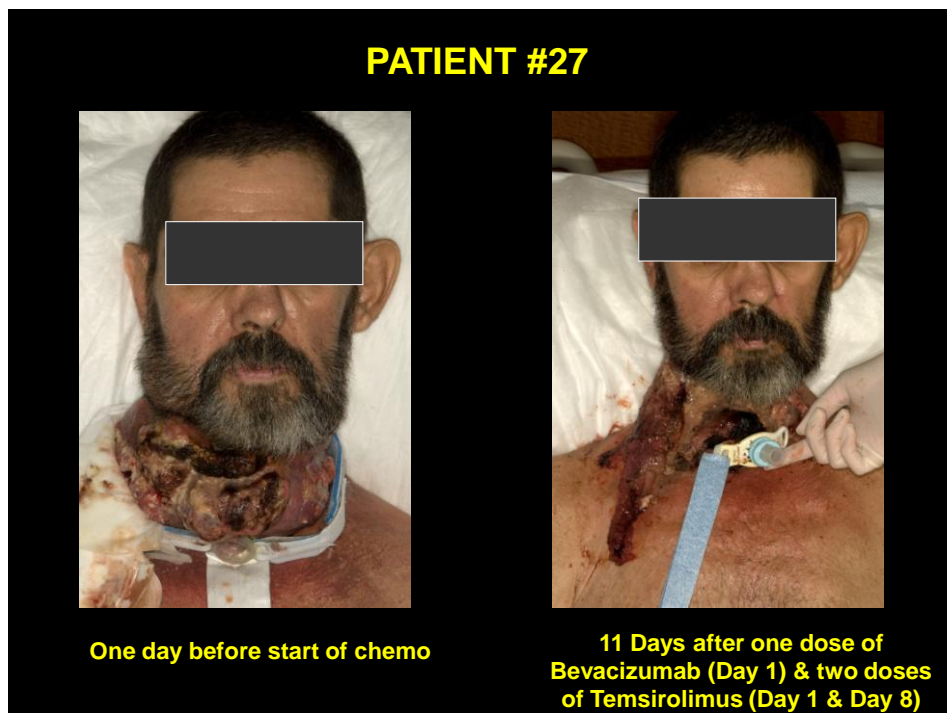 PATIENT #27
One day before start of chemo
11 Days after one dose of
Bevacizumab (Day 1) & two doses
of Temsirolimus (Day 1 & Day 8)